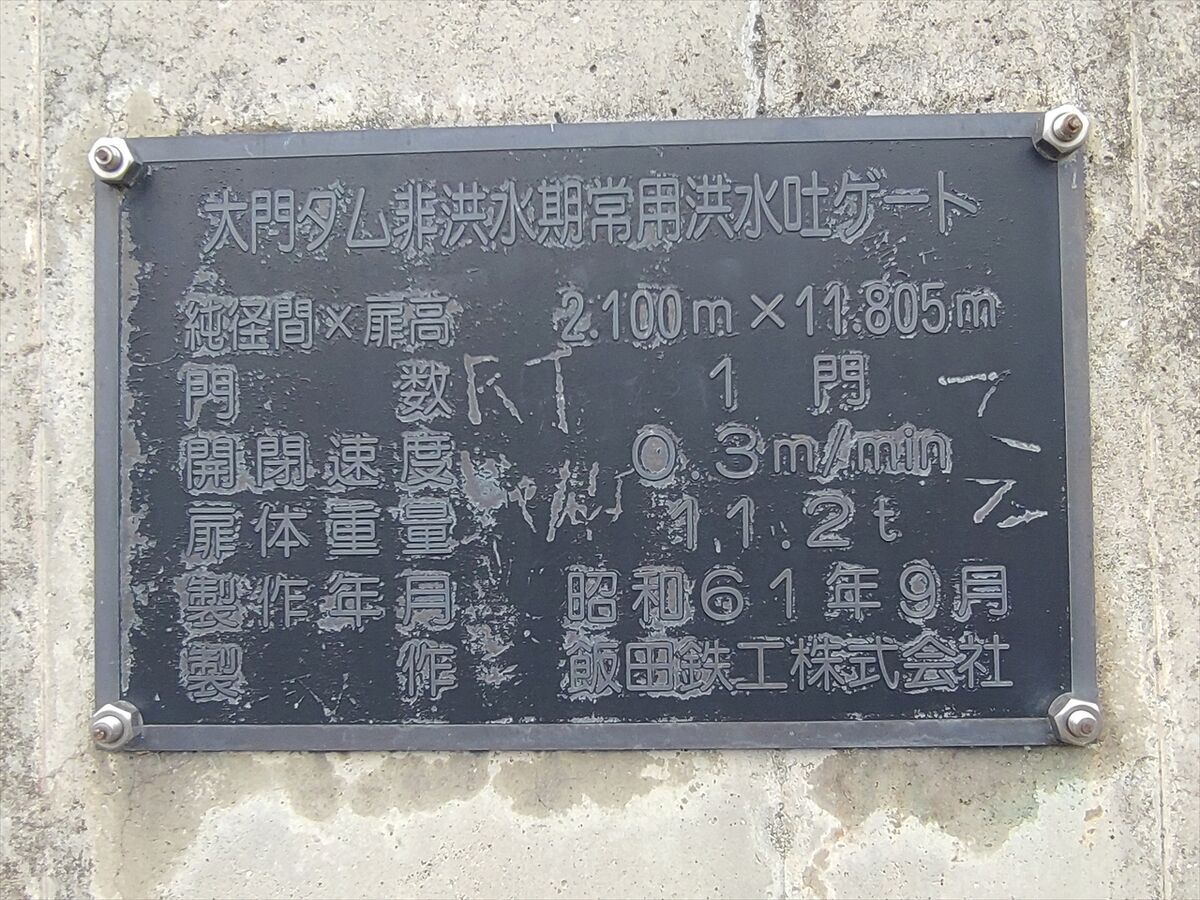 大門ダム非洪水期常用洪水吐ゲート
純径間×扉高 2.100m×11.805m
門数 1門
開閉速度 0.3m/min
扉体重量 11.2t
製作年月 昭和61年9月
製作 飯田鉄工株式会社